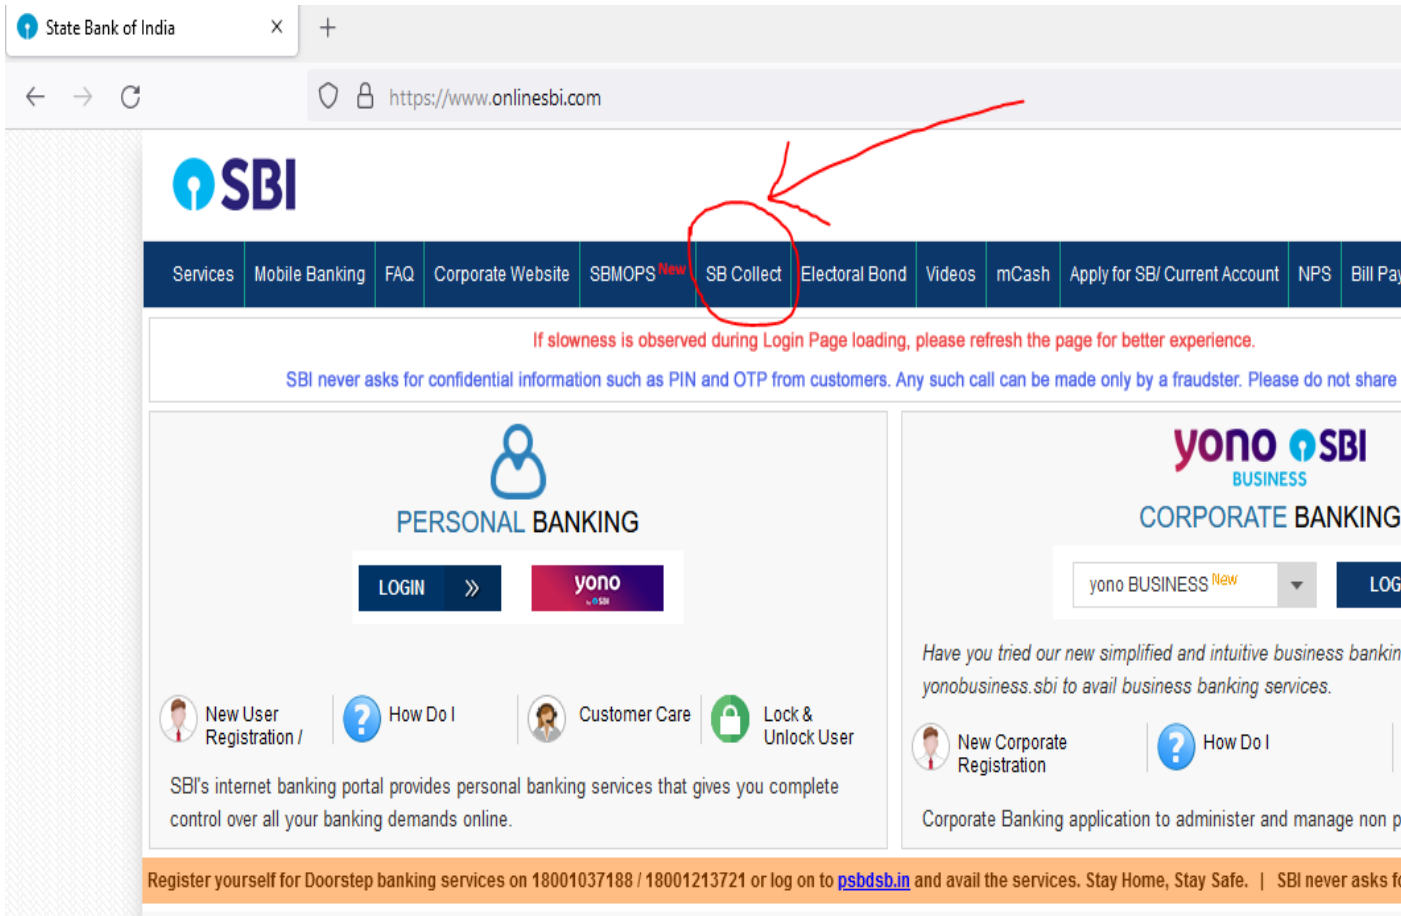 State Bank of India
https://www.onlinesbi.com
SBI
Services Mobile Banking FAQ Corporate Website SBMOPS New SB Collect Electoral Bond Videos mCash Apply for SB/ Current Account NPS Bill Pay
If slowness is observed during Login Page loading, please refresh the page for better experience.
SBI never asks for confidential information such as PIN and OTP from customers. Any such call can be made only by a fraudster. Please do not share
PERSONAL BANKING
LOGIN
yono
by SBI
New User
Registration /
How Do I
Customer Care
Lock &
Unlock User
SBI's internet banking portal provides personal banking services that gives you complete
control over all your banking demands online.
yono SBI
BUSINESS
CORPORATE BANKING
yono BUSINESS New
LOG
Have you tried our new simplified and intuitive business bankin
yonobusiness.sbi to avail business banking services.
New Corporate
Registration
How Do I
Corporate Banking application to administer and manage non p
Register yourself for Doorstep banking services on 18001037188 / 18001213721 or log on to psbdsb.in and avail the services. Stay Home, Stay Safe. | SBI never asks fo